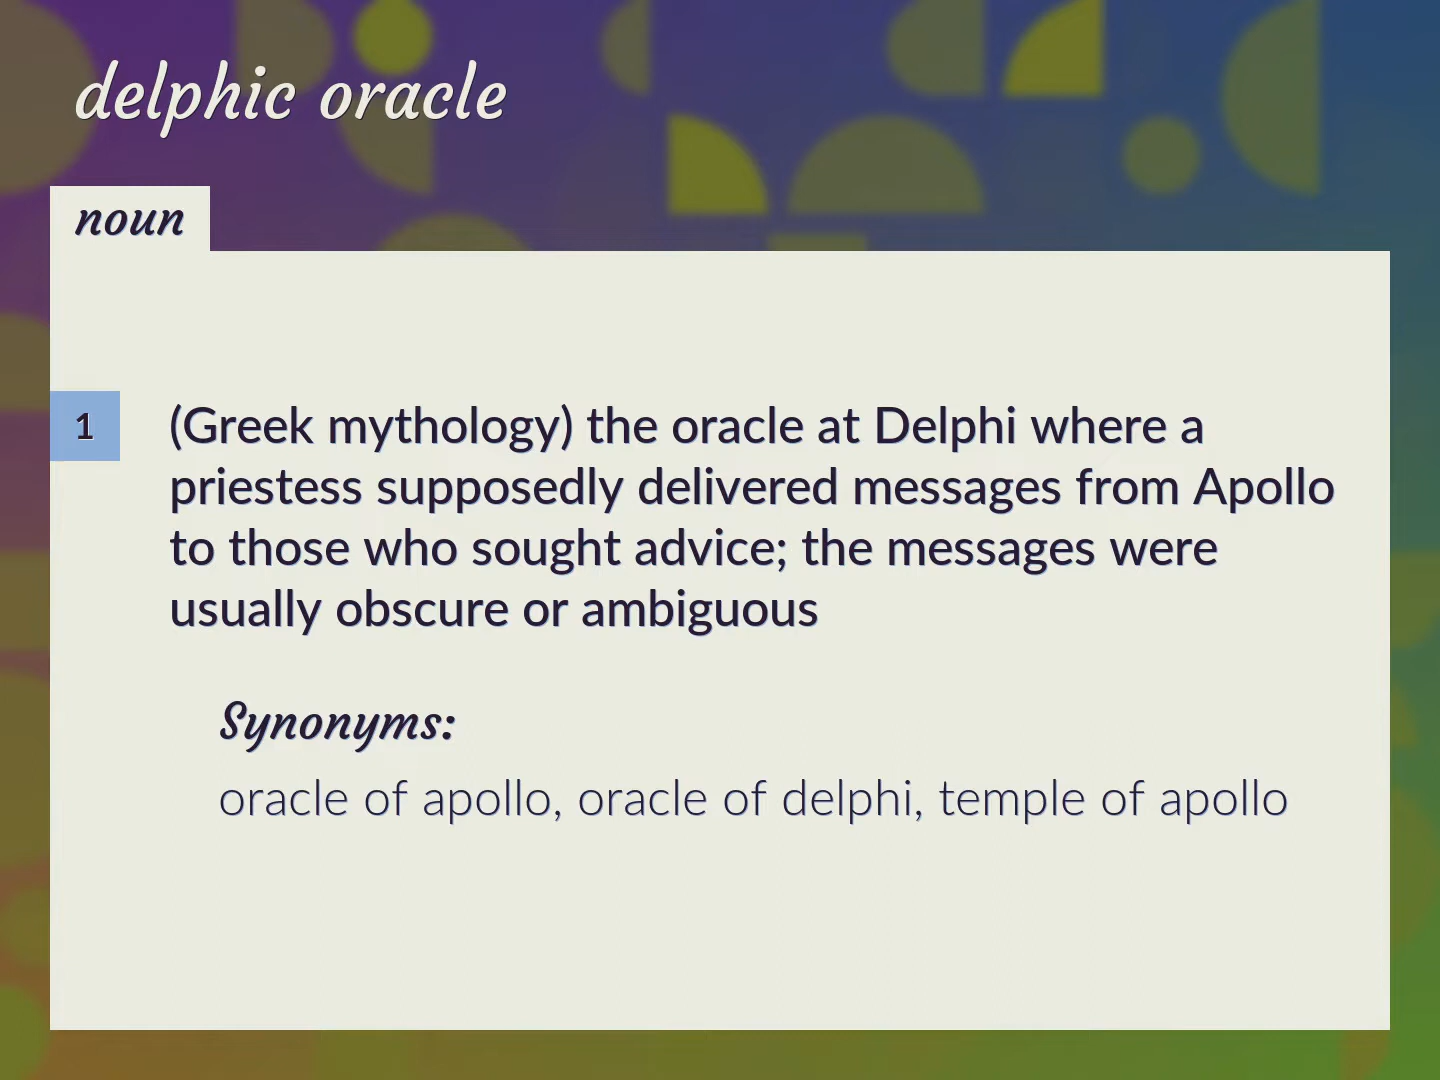 delphic oracle
noun
1
(Greek mythology) the oracle at Delphi where a
priestess supposedly delivered messages from Apollo
to those who sought advice; the messages were
usually obscure or ambiguous
Synonyms:
oracle of apollo, oracle of delphi, temple of apollo